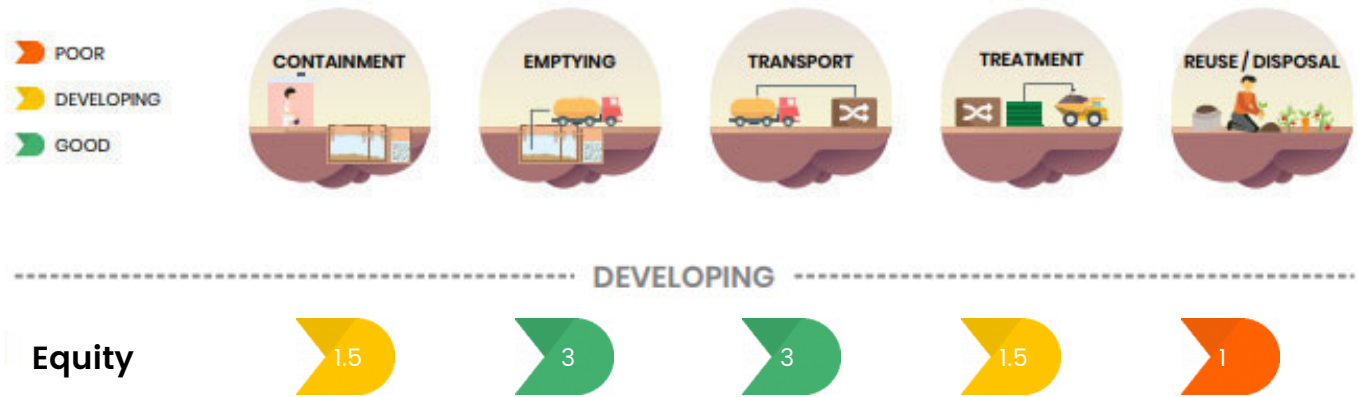 POOR
DEVELOPING
GOOD
CONTAINMENT
EMPTYING
TRANSPORT
TREATMENT
REUSE / DISPOSAL
DEVELOPING
Equity
1.5
3
3
1.5
1